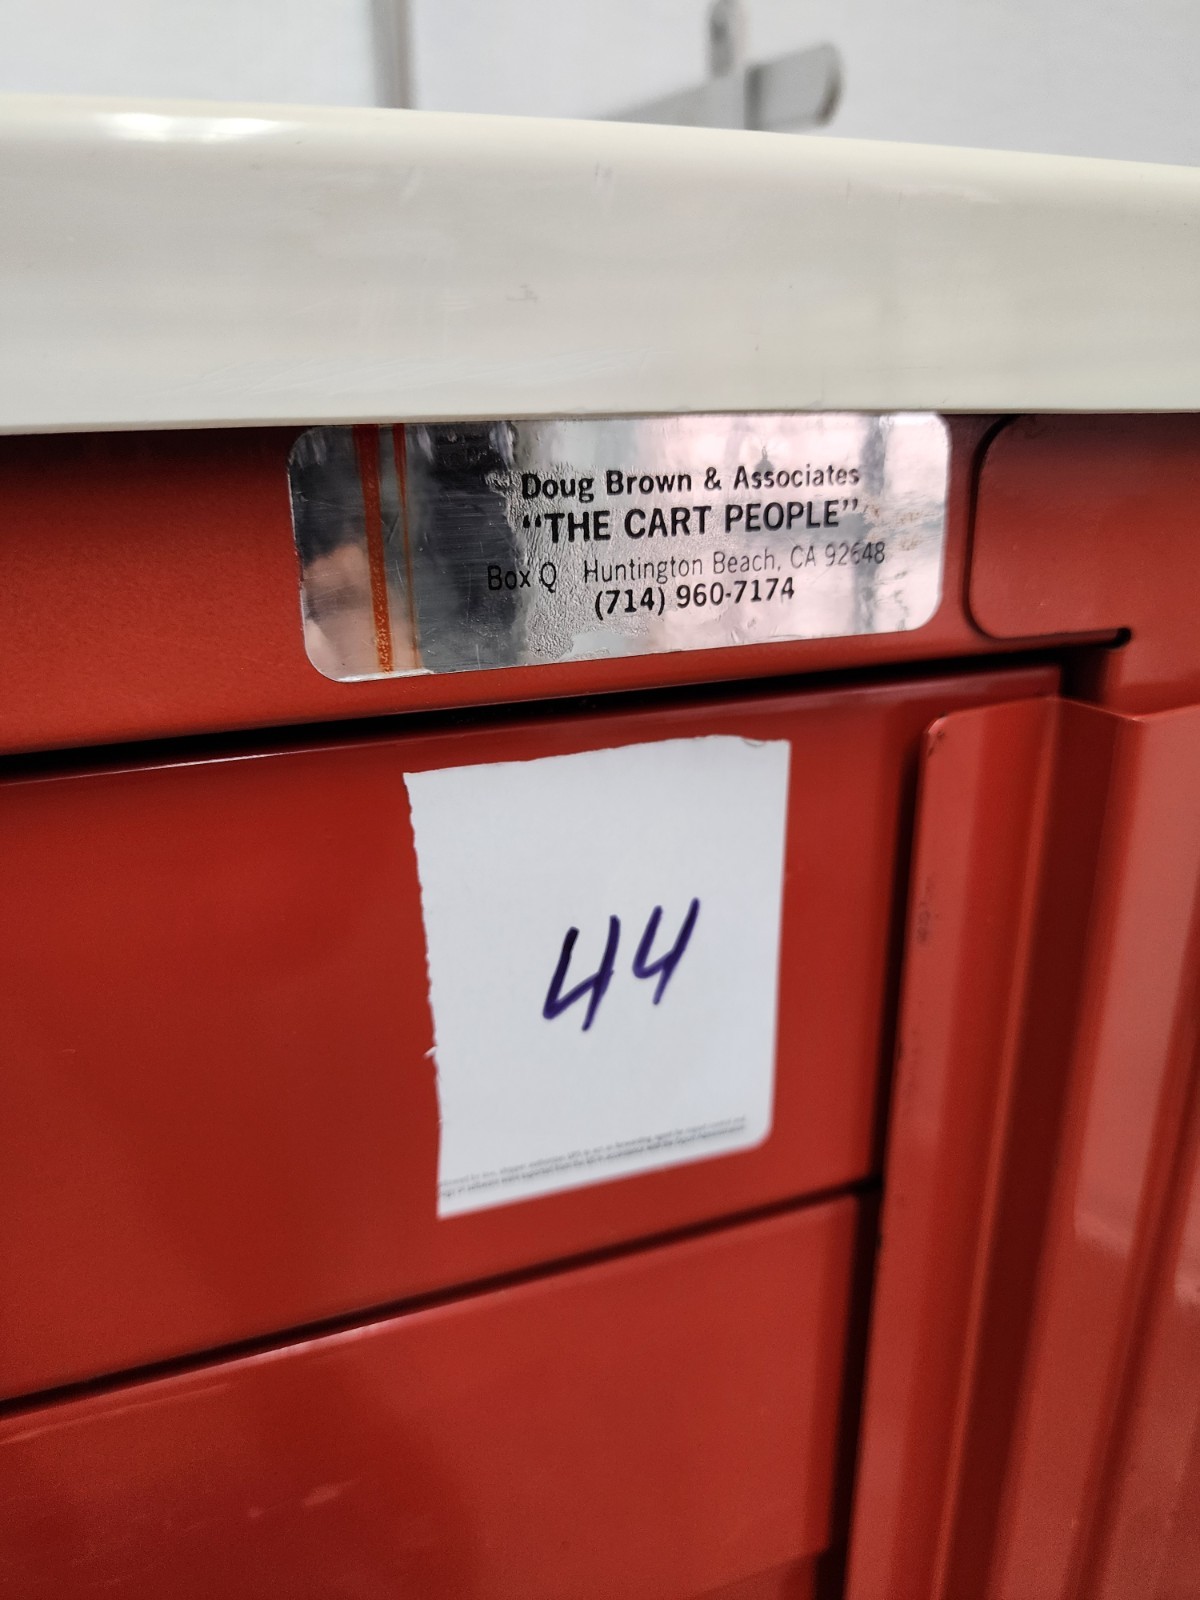 Doug Brown & Associates
“THE CART PEOPLE”
Box Q Huntington Beach, CA 92648
(714) 960-7174
44